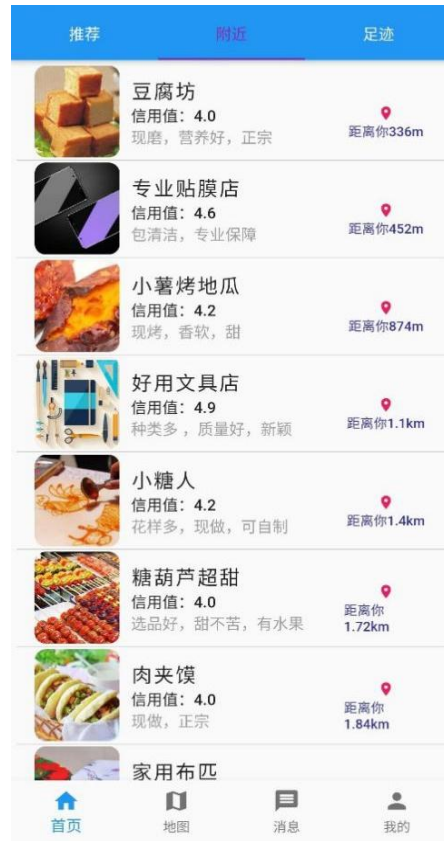 推荐 附近 足迹
豆腐坊
信用值：4.0
现磨，营养好，正宗
距离你336m
专业贴膜店
信用值：4.6
包清洁，专业保障
距离你452m
小薯烤地瓜
信用值：4.2
现烤，香软，甜
距离你874m
好用文具店
信用值：4.9
种类多 ，质量好，新颖
距离你1.1km
小糖人
信用值：4.2
花样多，现做，可自制
距离你1.4km
糖葫芦超甜
信用值：4.0
选品好，甜不苦，有水果
距离你
1.72km
肉夹馍
信用值：4.0
现做，正宗
距离你
1.84km
家用布匹
首页 地图 消息 我的